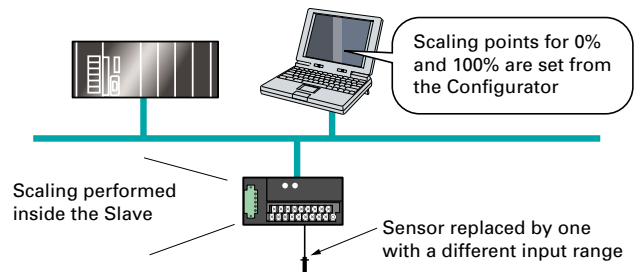 Scaling points for 0%
and 100% are set from
the Configurator
Scaling performed
inside the Slave
Sensor replaced by one
with a different input range